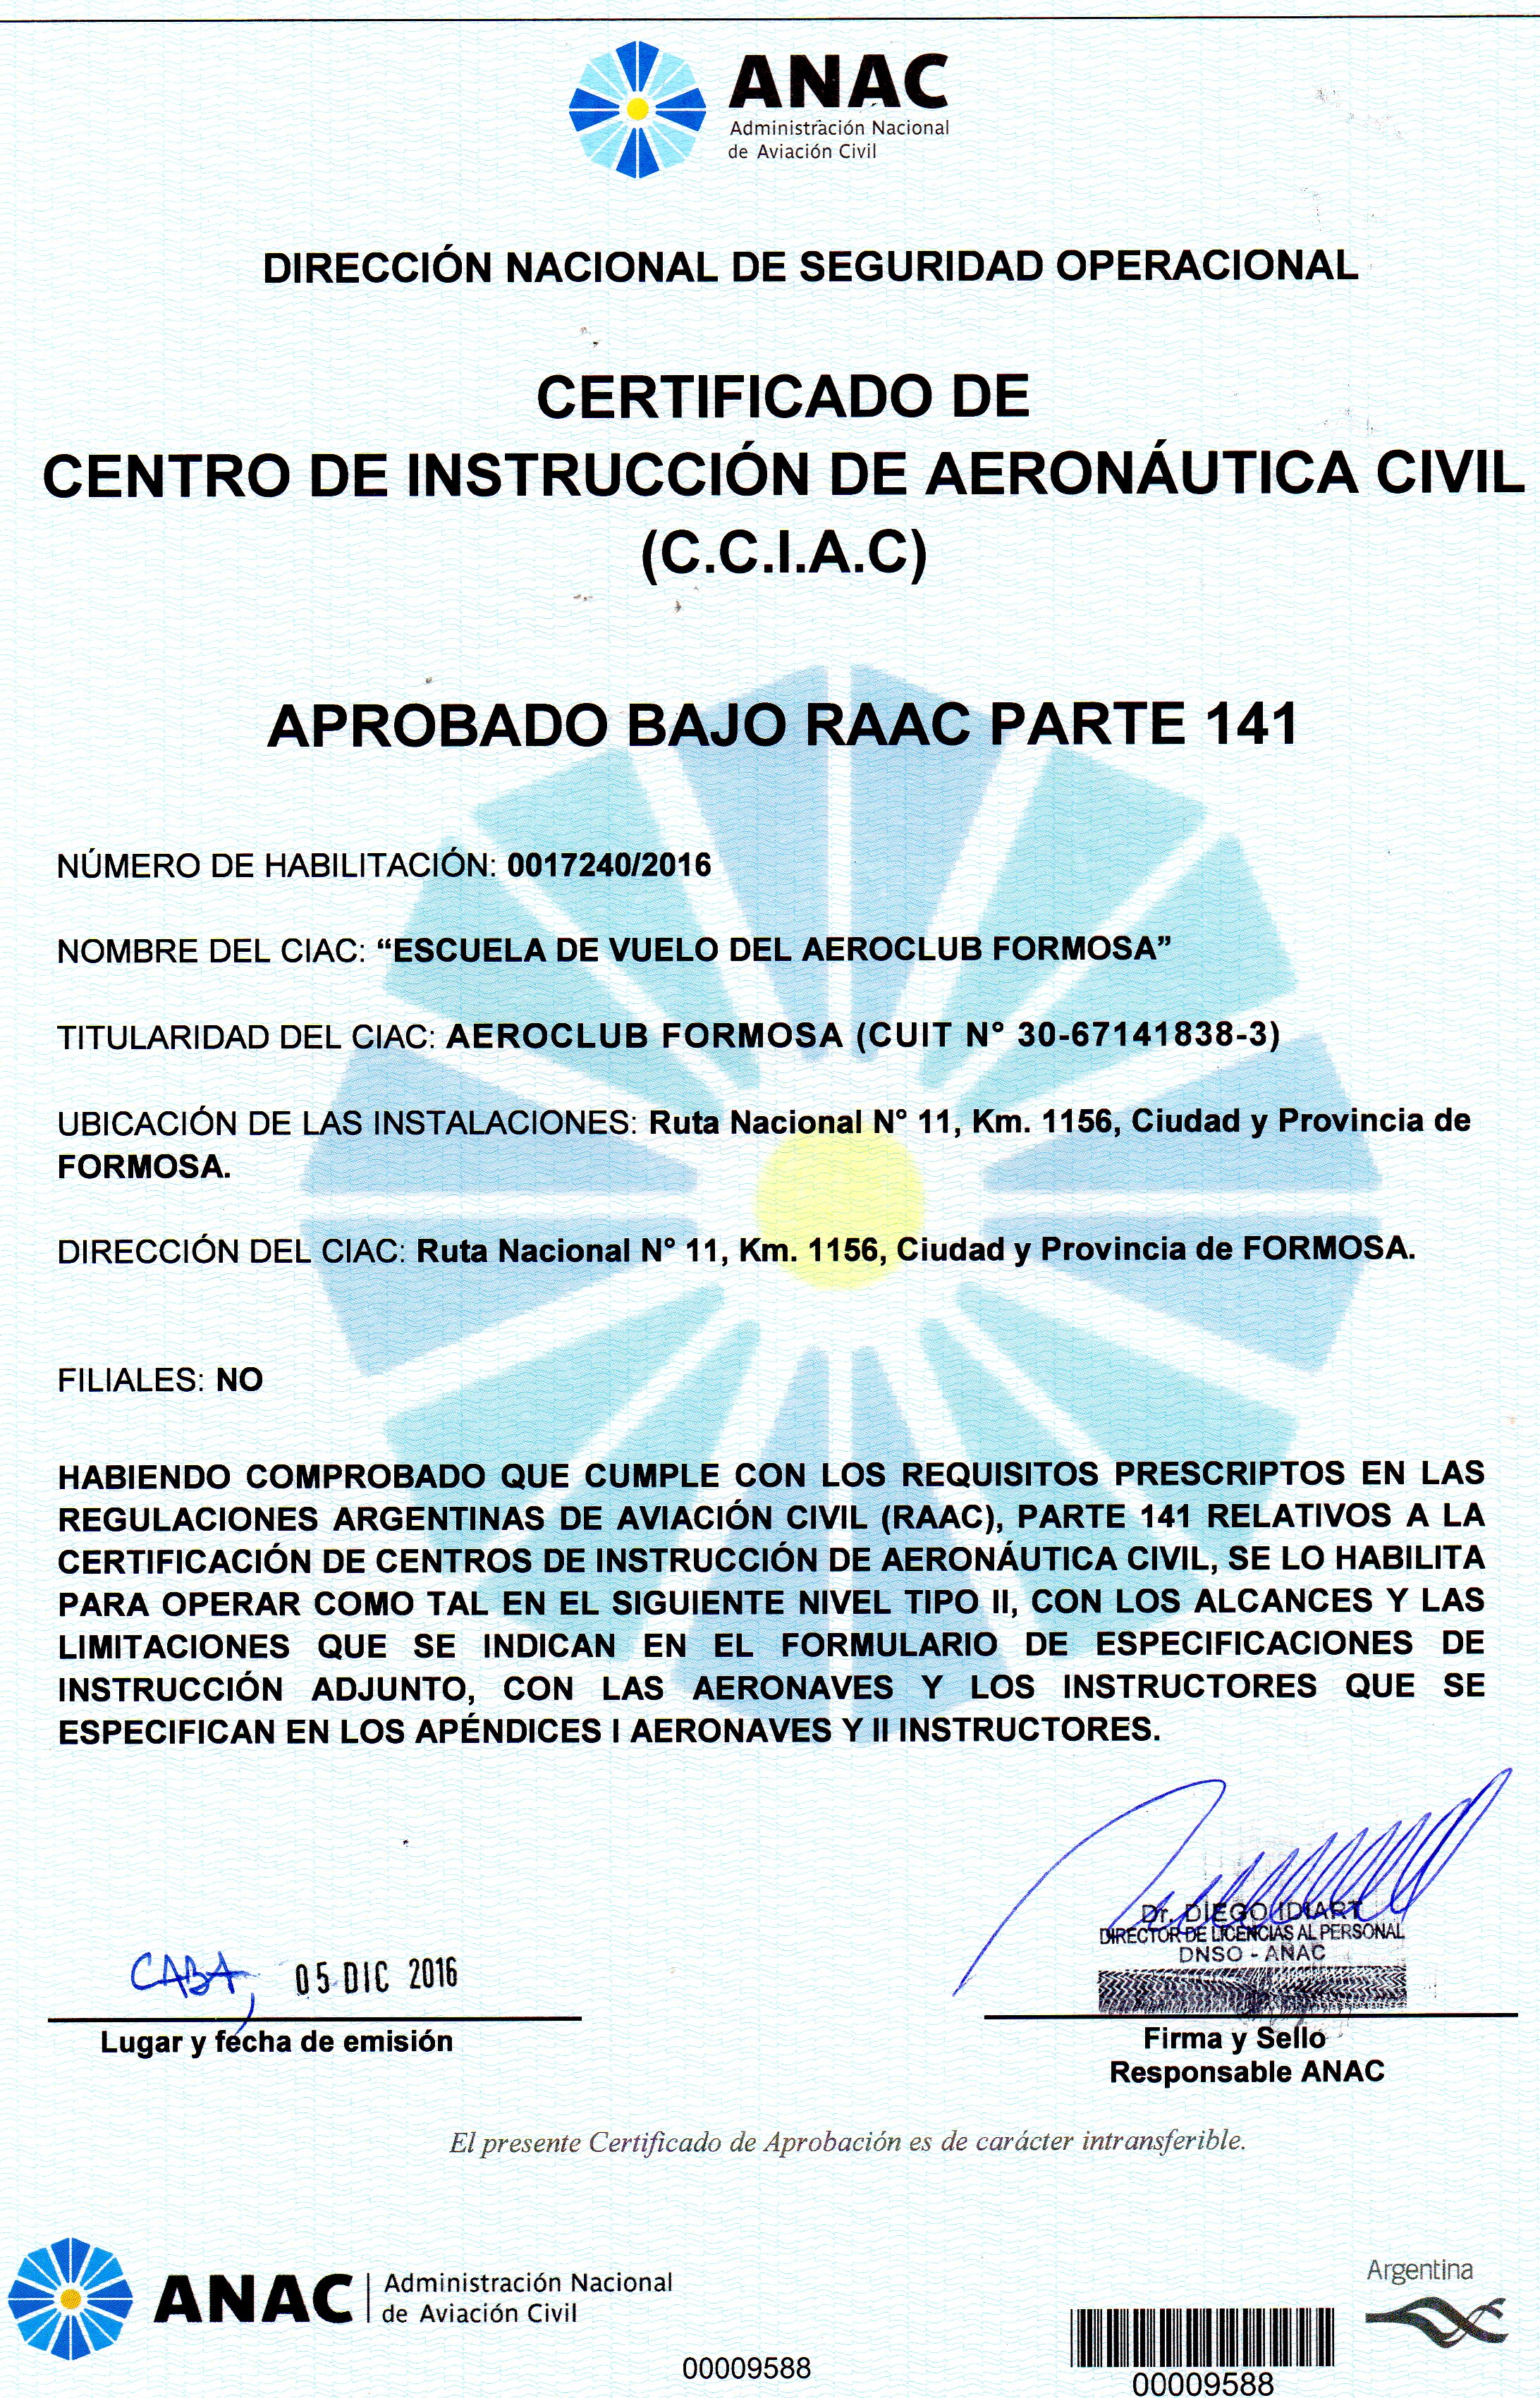 ANAC
Administración Nacional
de Aviación Civil
DIRECCIÓN NACIONAL DE SEGURIDAD OPERACIONAL
CERTIFICADO DE
CENTRO DE INSTRUCCIÓN DE AERONÁUTICA CIVIL
(C.C.I.A.C)
APROBADO BAJO RAAC PARTE 141
NÚMERO DE HABILITACIÓN: 0017240/2016
NOMBRE DEL CIAC: “ESCUELA DE VUELO DEL AEROCLUB FORMOSA”
TITULARIDAD DEL CIAC: AEROCLUB FORMOSA (CUIT N° 30-67141838-3)
UBICACIÓN DE LAS INSTALACIONES: Ruta Nacional N° 11, Km. 1156, Ciudad y Provincia de
FORMOSA.
DIRECCIÓN DEL CIAC: Ruta Nacional N° 11, Km. 1156, Ciudad y Provincia de FORMOSA.
FILIALES: NO
HABIENDO COMPROBADO QUE CUMPLE CON LOS REQUISITOS PRESCRIPTOS EN LAS
REGULACIONES ARGENTINAS DE AVIACIÓN CIVIL (RAAC), PARTE 141 RELATIVOS A LA
CERTIFICACIÓN DE CENTROS DE INSTRUCCIÓN DE AERONÁUTICA CIVIL, SE LO HABILITA
PARA OPERAR COMO TAL EN EL SIGUIENTE NIVEL TIPO II, CON LOS ALCANCES Y LAS
LIMITACIONES QUE SE INDICAN EN EL FORMULARIO DE ESPECIFICACIONES DE
INSTRUCCIÓN ADJUNTO, CON LAS AERONAVES Y LOS INSTRUCTORES QUE SE
ESPECIFICAN EN LOS APÉNDICES I AERONAVES Y II INSTRUCTORES.
Dr. DIEGO IDIART
DIRECTOR DE LICENCIAS AL PERSONAL
DNSO - ANAC
CABA, 05 DIC 2016
Lugar y fecha de emisión
Firma y Sello
Responsable ANAC
El presente Certificado de Aprobación es de carácter intransferible.
ANAC
Administración Nacional
de Aviación Civil
Argentina
00009588
00009588